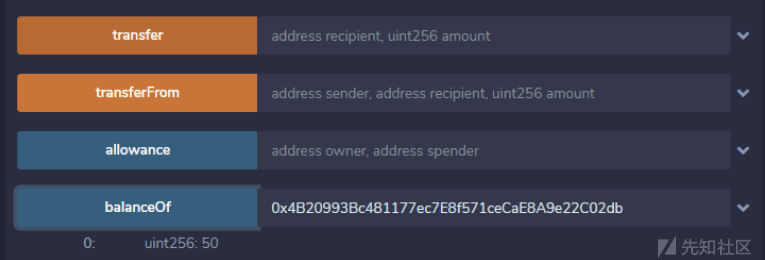 transfer address recipient, uint256 amount
transferFrom address sender, address recipient, uint256 amount
allowance address owner, address spender
balanceOf 0x4B20993Bc481177ec7E8f571ceCaE8A9e22C02db
0: uint256: 50
先知社区